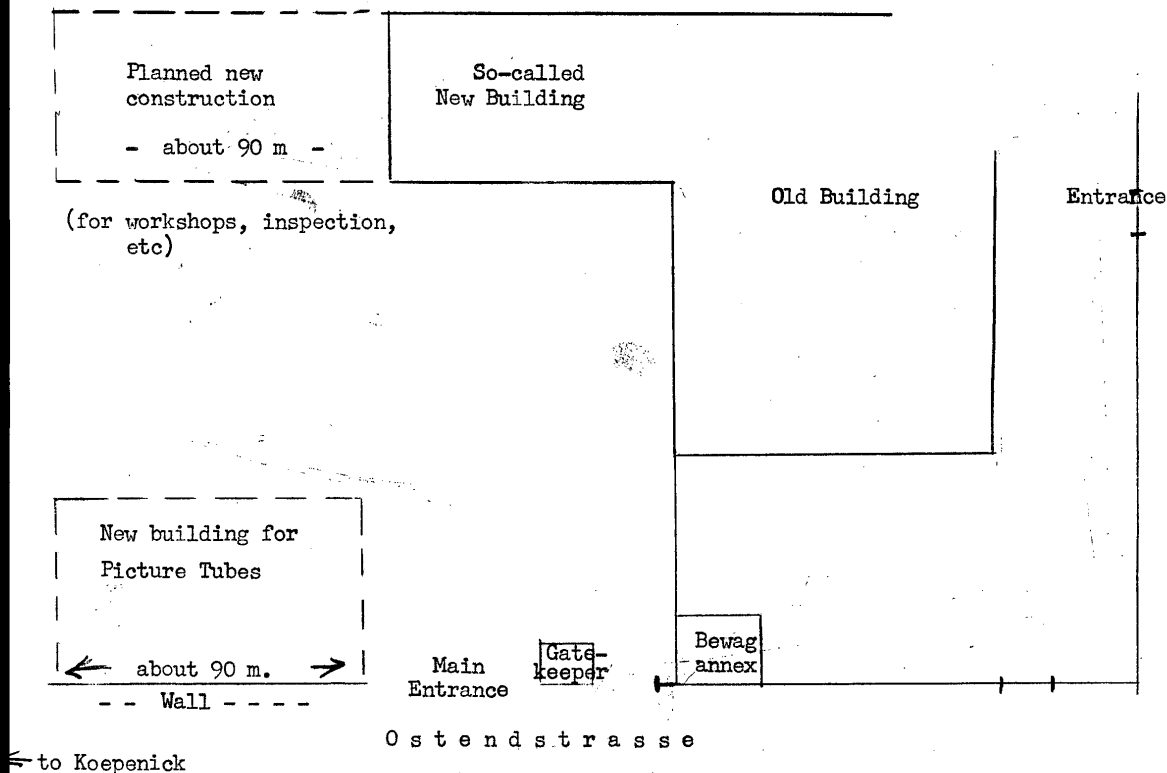 Planned new
construction
- about 90 m -
(for workshops, inspection,
etc)
So-called
New Building
Old Building
Entrance
New building for
Picture Tubes
about 90 m.
-- Wall ----
Main
Entrance
Gate-
keeper
Bewag
annex
Ostendstrasse
to Koepenick